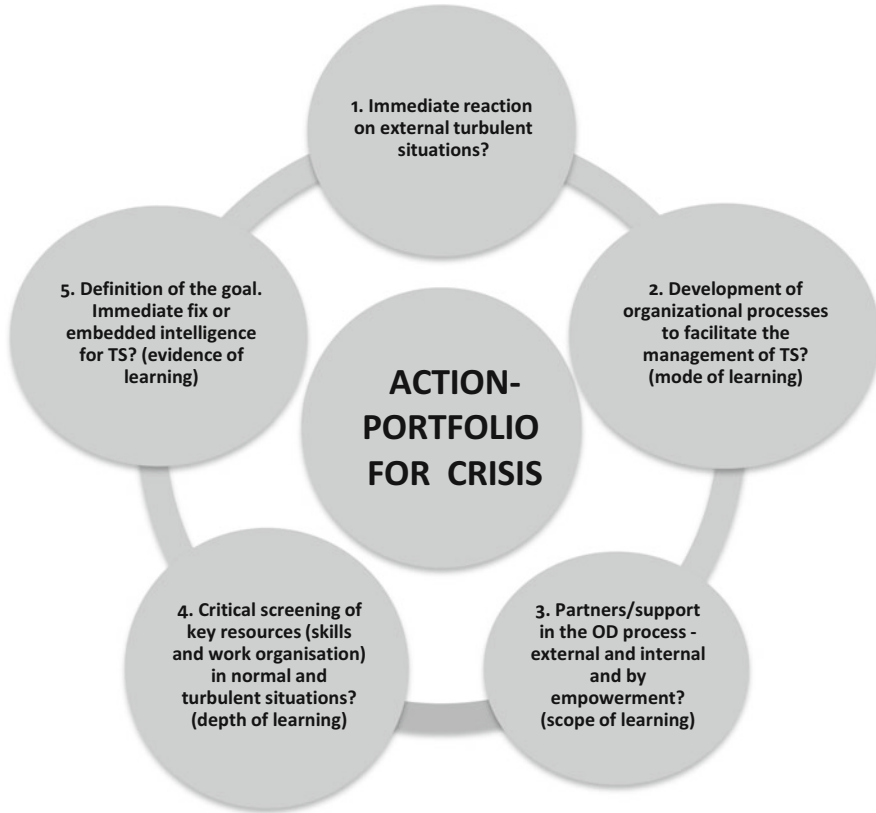 1. Immediate reaction
on external turbulent
situations?
2. Development of
organizational processes
to facilitate the
management of TS?
(mode of learning)
3. Partners/support
in the OD process -
external and internal
and by
empowerment?
(scope of learning)
4. Critical screening of
key resources (skills
and work organisation)
in normal and
turbulent situations?
(depth of learning)
5. Definition of the goal.
Immediate fix or
embedded intelligence
for TS? (evidence of
learning)
ACTION-
PORTFOLIO
FOR CRISIS